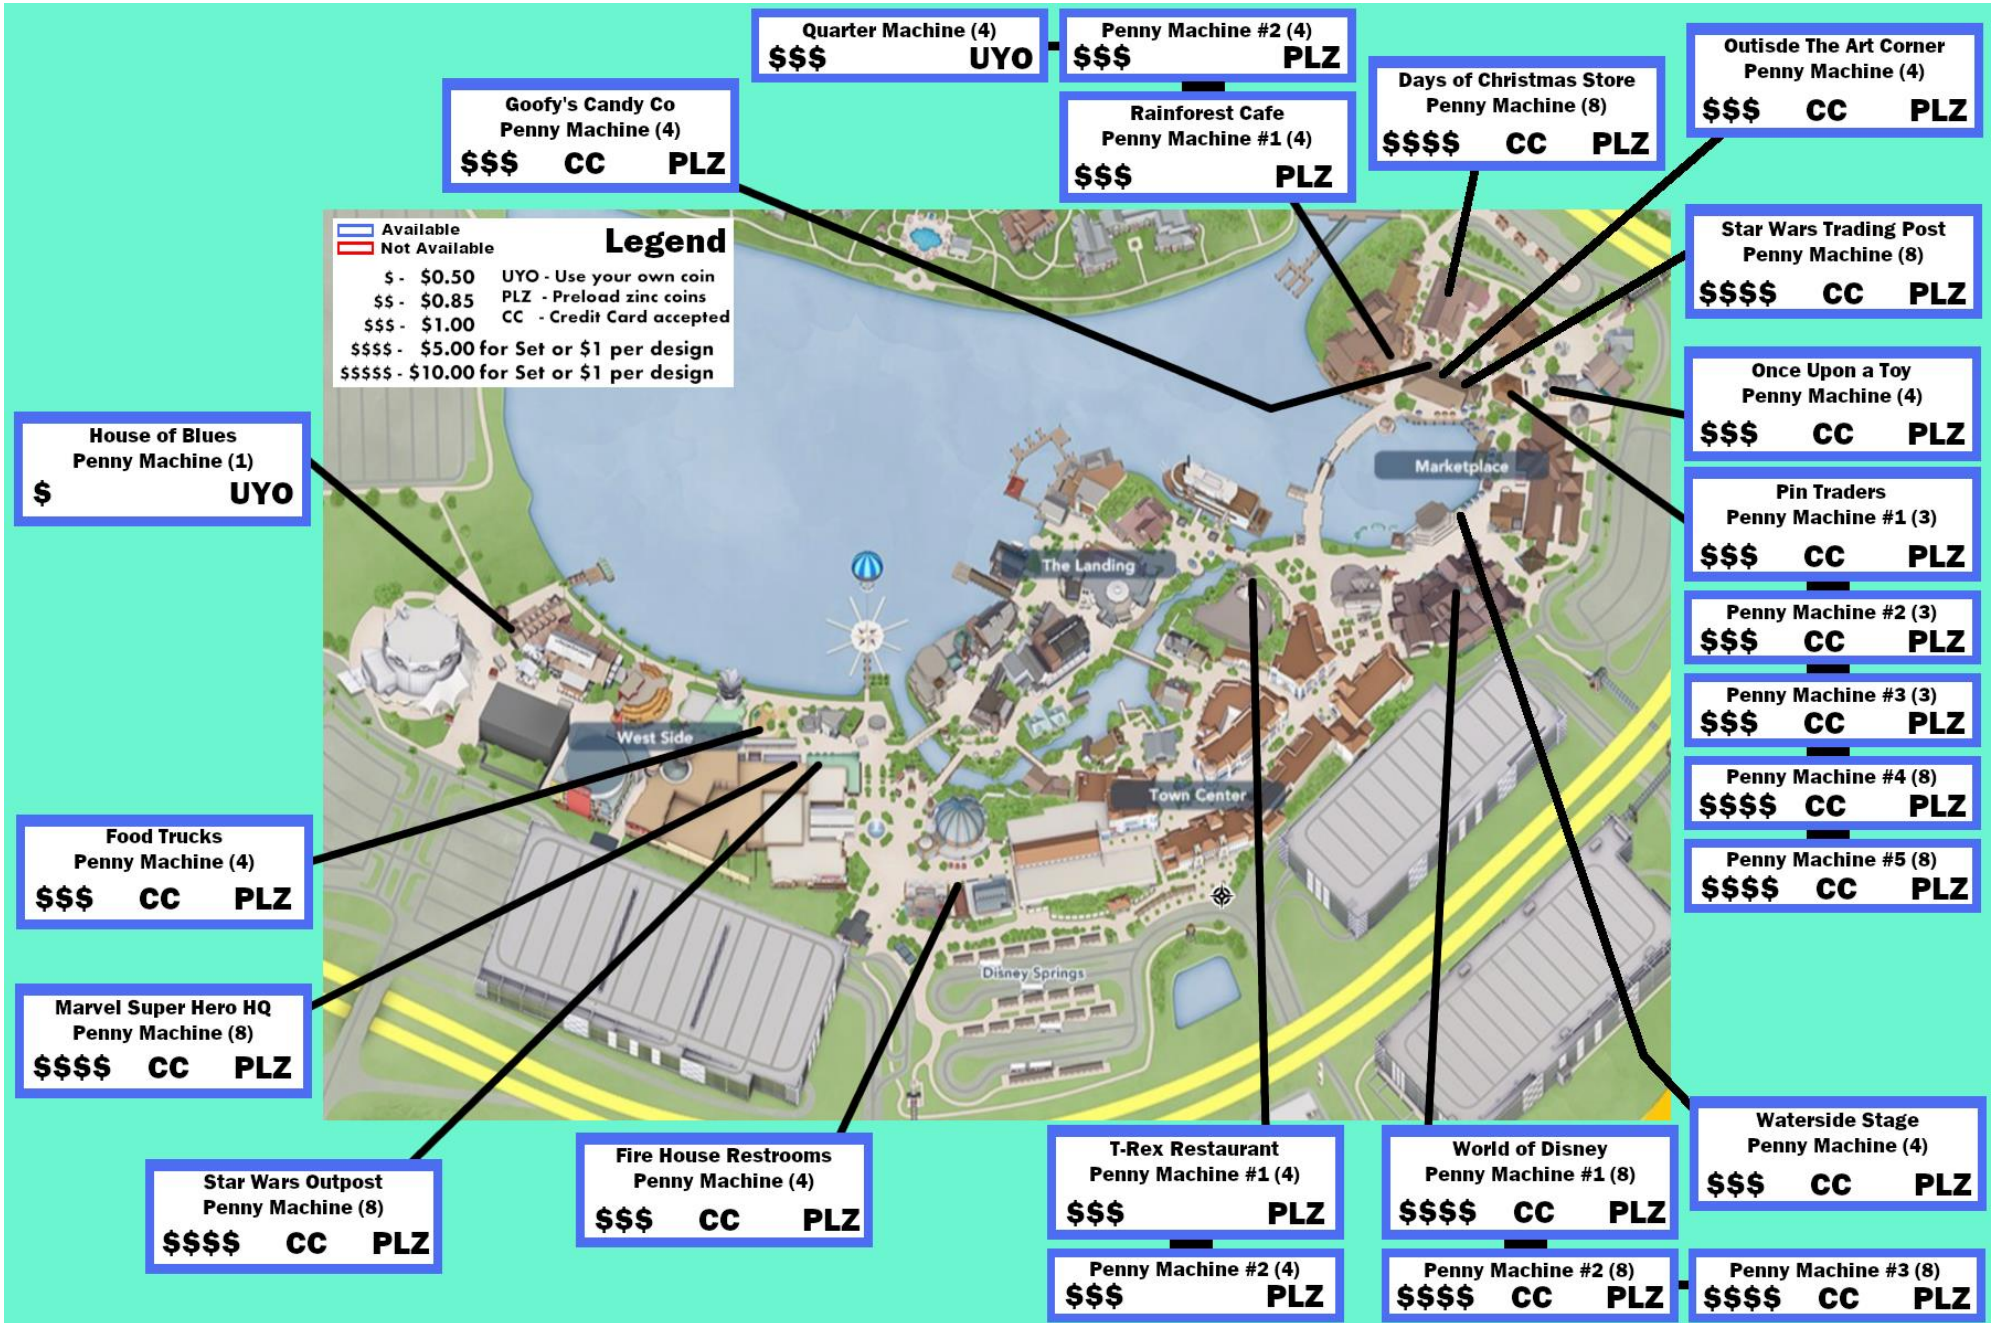 Quarter Machine (4)
$$$ UYO
Penny Machine #2 (4)
$$$ PLZ
Rainforest Cafe
Penny Machine #1 (4)
$$$ PLZ
Goofy's Candy Co
Penny Machine (4)
$$$ CC PLZ
Days of Christmas Store
Penny Machine (8)
$$$$ CC PLZ
Outisde The Art Corner
Penny Machine (4)
$$$ CC PLZ
Star Wars Trading Post
Penny Machine (8)
$$$$ CC PLZ
Once Upon a Toy
Penny Machine (4)
$$$ CC PLZ
Pin Traders
Penny Machine #1 (3)
$$$ CC PLZ
Penny Machine #2 (3)
$$$ CC PLZ
Penny Machine #3 (3)
$$$ CC PLZ
Penny Machine #4 (8)
$$$$ CC PLZ
Penny Machine #5 (8)
$$$$ CC PLZ
Legend
Available
Not Available
$ - $0.50
$$ - $0.85
$$$ - $1.00
UYO - Use your own coin
PLZ - Preload zinc coins
CC - Credit Card accepted
$$$$ - $5.00 for Set or $1 per design
$$$$$ - $10.00 for Set or $1 per design
House of Blues
Penny Machine (1)
$ UYO
Marketplace
The Landing
West Side
Town Center
Disney Springs
Food Trucks
Penny Machine (4)
$$$ CC PLZ
Marvel Super Hero HQ
Penny Machine (8)
$$$$ CC PLZ
Star Wars Outpost
Penny Machine (8)
$$$$ CC PLZ
Fire House Restrooms
Penny Machine (4)
$$$ CC PLZ
T-Rex Restaurant
Penny Machine #1 (4)
$$$ PLZ
Penny Machine #2 (4)
$$$ PLZ
World of Disney
Penny Machine #1 (8)
$$$$ CC PLZ
Penny Machine #2 (8)
$$$$ CC PLZ
Penny Machine #3 (8)
$$$$ CC PLZ
Waterside Stage
Penny Machine (4)
$$$ CC PLZ